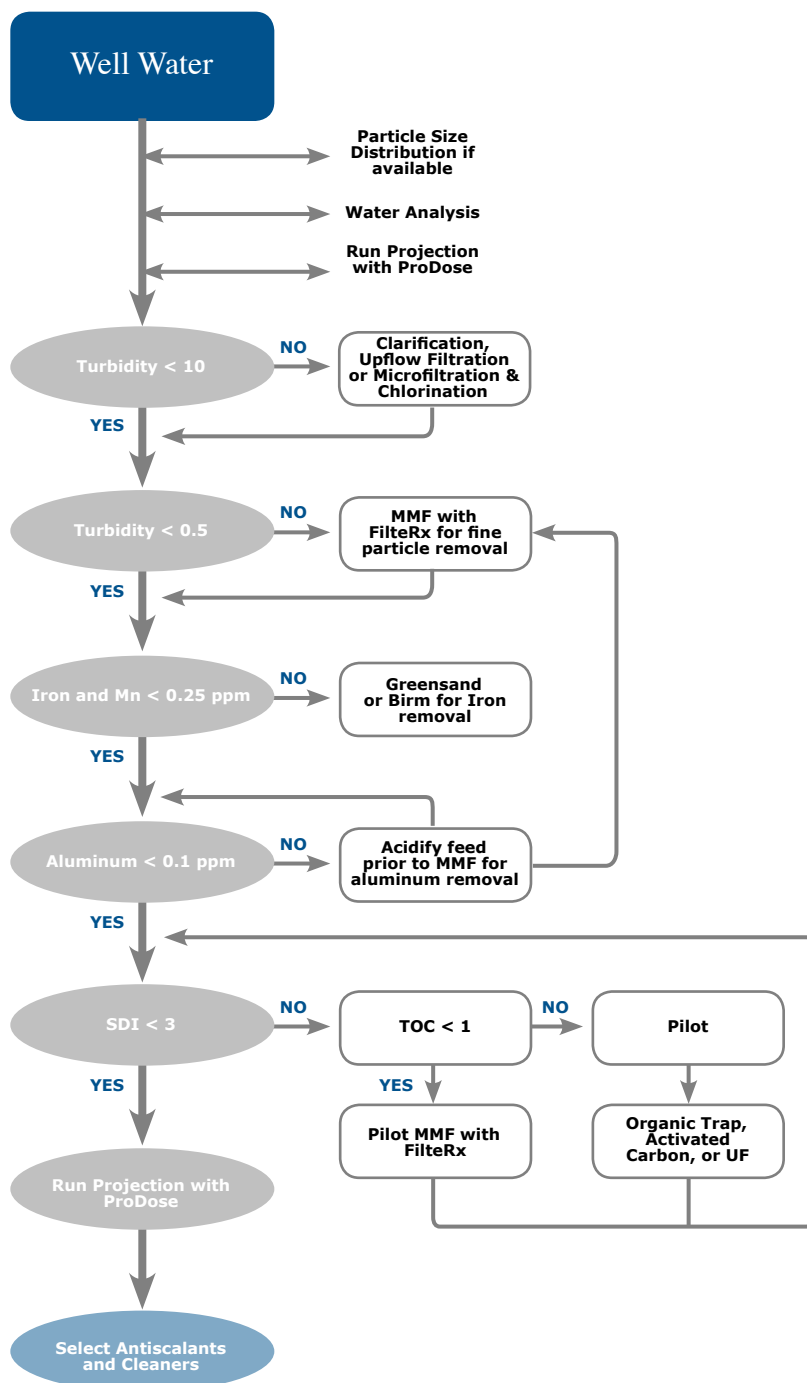 Well Water
Particle Size
Distribution if
available
Water Analysis
Run Projection
with ProDose
Turbidity < 10
NO
Clarification,
Upflow Filtration
or Microfiltration &
Chlorination
YES
Turbidity < 0.5
NO
MMF with
FilteRx for fine
particle removal
YES
Iron and Mn < 0.25 ppm
NO
Greensand
or Birm for Iron
removal
YES
Aluminum < 0.1 ppm
NO
Acidify feed
prior to MMF for
aluminum removal
YES
SDI < 3
NO
TOC < 1
NO
Pilot
YES
YES
Pilot MMF with
FilteRx
Organic Trap,
Activated
Carbon, or UF
Run Projection with
ProDose
Select Antiscalants
and Cleaners